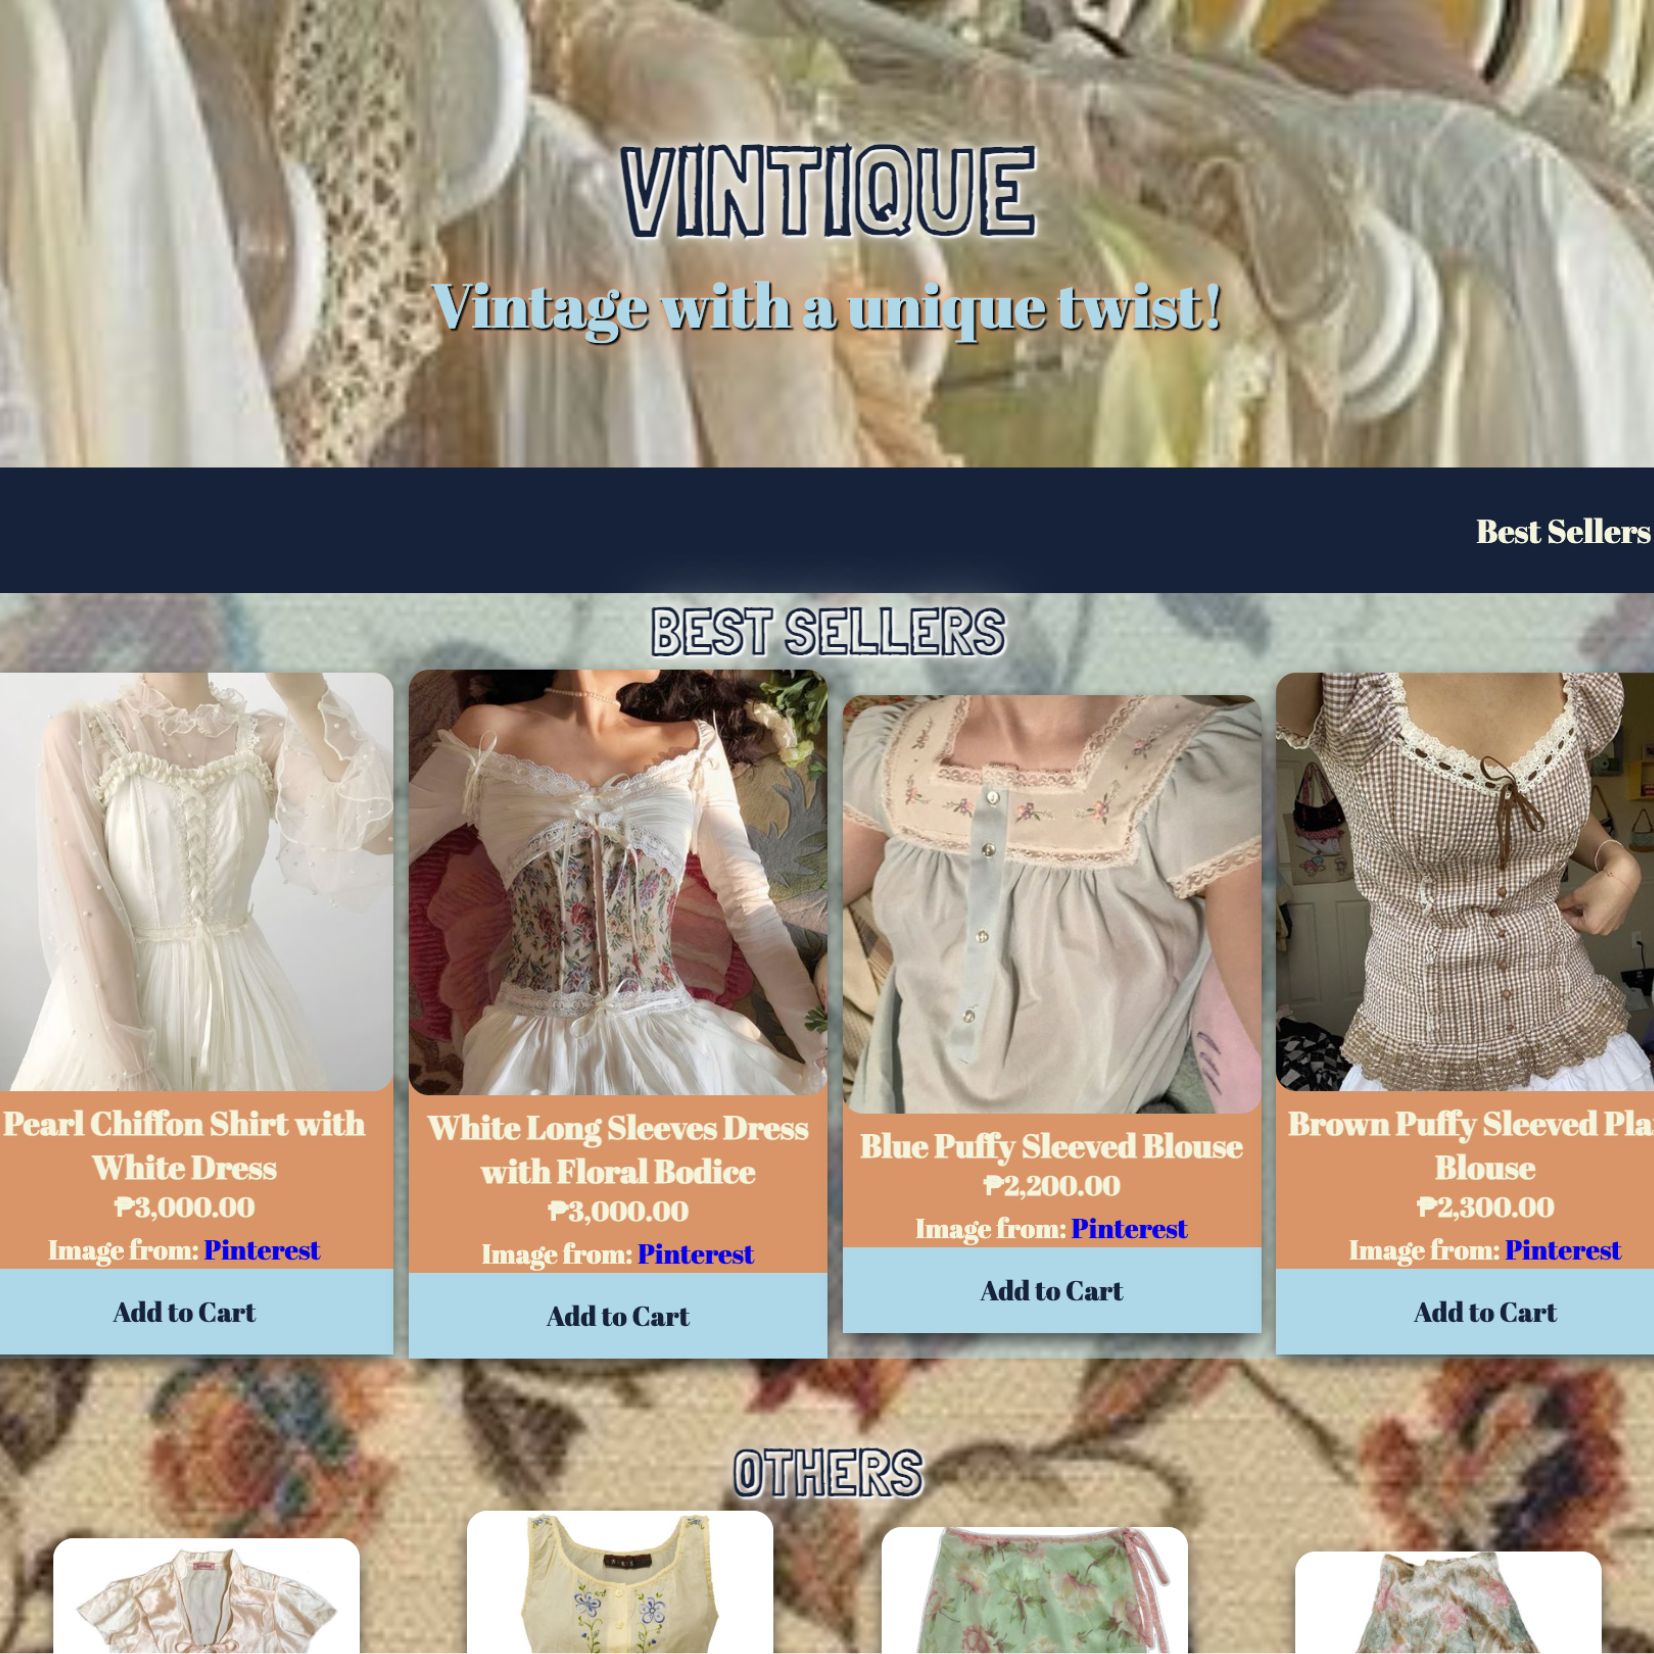 VINTIQUE
Vintage with a unique twist!
Best Sellers
BEST SELLERS
Pearl Chiffon Shirt with
White Dress
₱3,000.00
Image from: Pinterest
Add to Cart
White Long Sleeves Dress
with Floral Bodice
₱3,000.00
Image from: Pinterest
Add to Cart
Blue Puffy Sleeved Blouse
₱2,200.00
Image from: Pinterest
Add to Cart
Brown Puffy Sleeved Pla
Blouse
₱2,300.00
Image from: Pinterest
Add to Cart
OTHERS